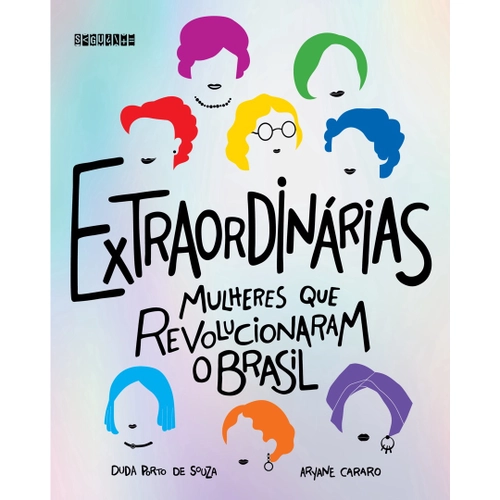 SEGUINTE
EXTRAORDINÁRIAS
MULHERES QUE
REVOLUCIONARAM
O BRASIL
DUDA PORTO DE SOUZA ARYANE CARARO